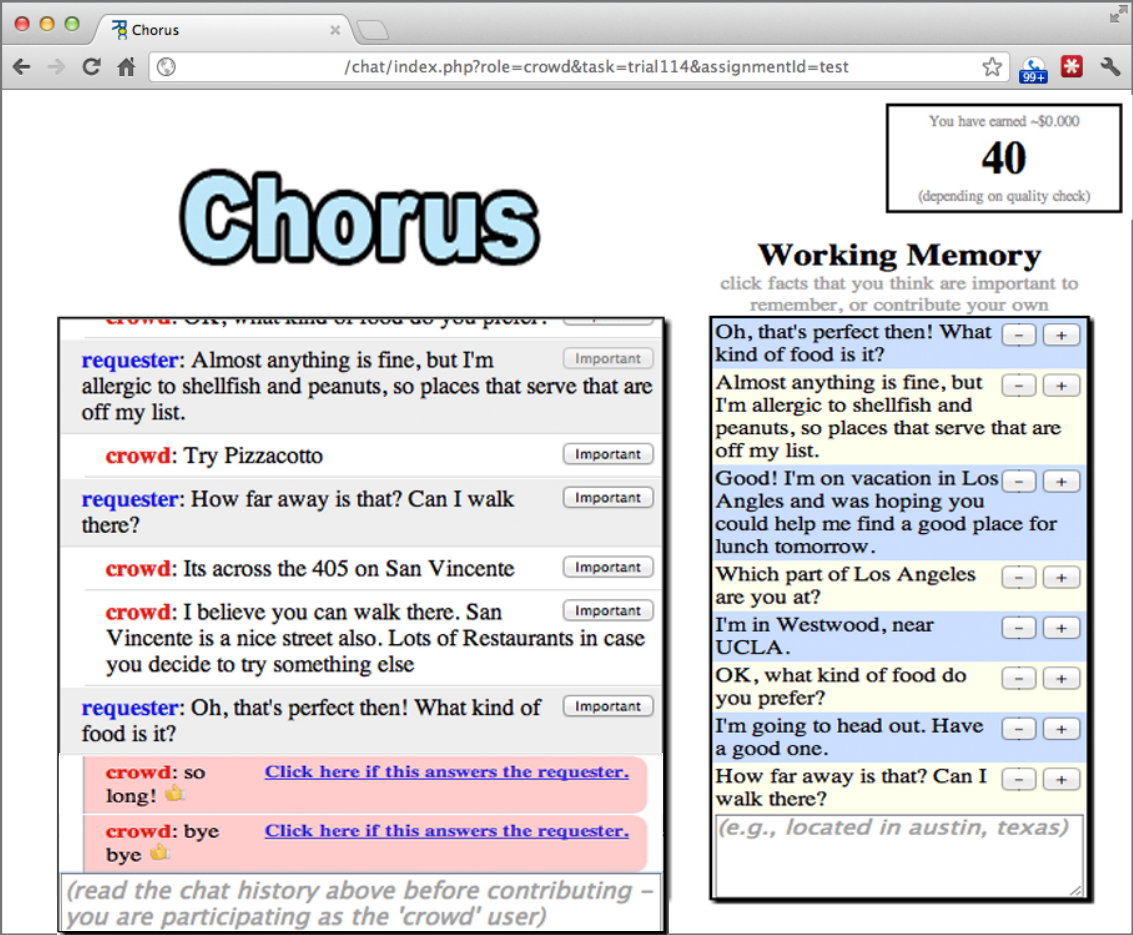 Chorus
/chat/index.php?role=crowd&task=trial114&assignmentId=test
99+
You have earned ~$0.000
40
(depending on quality check)
Chorus
Working Memory
click facts that you think are important to
remember, or contribute your own
crowd: OK, what kind of food do you prefer?
requester: Almost anything is fine, but I'm
Important
allergic to shellfish and peanuts, so places that serve that are
off my list.
crowd: Try Pizzacotto
Important
requester: How far away is that? Can I walk
Important
there?
crowd: Its across the 405 on San Vincente
Important
crowd: I believe you can walk there. San
Important
Vincente is a nice street also. Lots of Restaurants in case
you decide to try something else
requester: Oh, that's perfect then! What kind of
Important
food is it?
crowd: so
long!
Click here if this answers the requester.
crowd: bye
bye
Click here if this answers the requester.
(read the chat history above before contributing –
you are participating as the 'crowd' user)
Oh, that's perfect then! What
kind of food is it?
- +
Almost anything is fine, but
I'm allergic to shellfish and
peanuts, so places that serve that are
off my list.
- +
Good! I'm on vacation in Los
Angles and was hoping you
could help me find a good place for
lunch tomorrow.
- +
Which part of Los Angeles
are you at?
- +
I'm in Westwood, near
UCLA.
- +
OK, what kind of food do
you prefer?
- +
I'm going to head out. Have
a good one.
- +
How far away is that? Can I
walk there?
- +
(e.g., located in austin, texas)